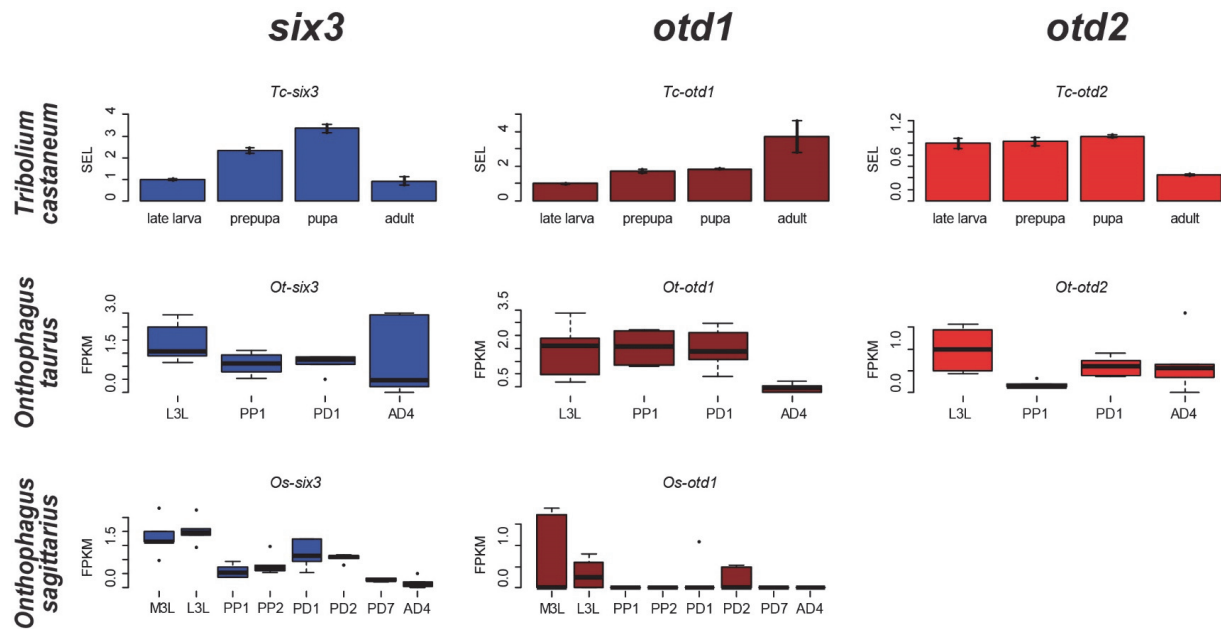 six3 otd1 otd2
Tribolium
castaneum
Tc-six3
SEL
0 1 2 3 4
late larva prepupa pupa adult
Tc-otd1
SEL
0 2 4
late larva prepupa pupa adult
Tc-otd2
SEL
0.0 0.6 1.2
late larva prepupa pupa adult
Onthophagus
taurus
Ot-six3
FPKM
0.0 1.5 3.0
L3L PP1 PD1 AD4
Ot-otd1
FPKM
0.5 2.0 3.5
L3L PP1 PD1 AD4
Ot-otd2
FPKM
0.0 1.0
L3L PP1 PD1 AD4
Onthophagus
sagittarius
Os-six3
FPKM
0.0 1.5
M3L L3L PP1 PP2 PD1 PD2 PD7 AD4
Os-otd1
FPKM
0.0 1.0
M3L L3L PP1 PP2 PD1 PD2 PD7 AD4